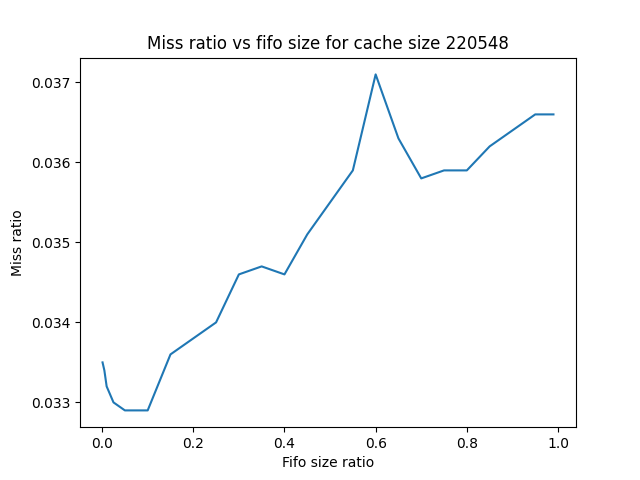 Miss ratio vs fifo size for cache size 220548
0.037
0.036
0.035
0.034
0.033
Miss ratio
0.0 0.2 0.4 0.6 0.8 1.0
Fifo size ratio